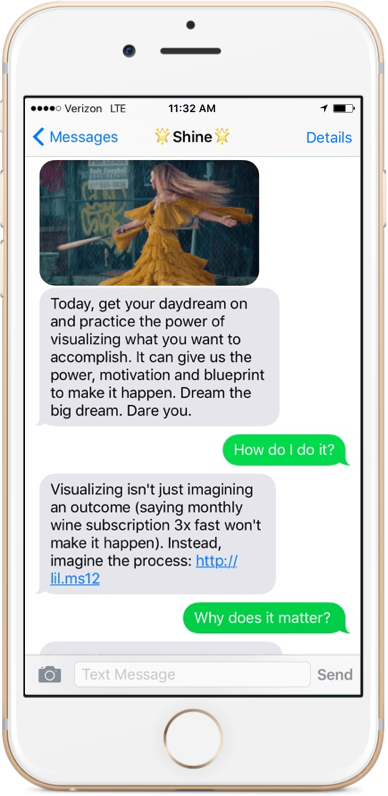 Verizon LTE 11:32 AM
Messages 🌟Shine🌟 Details
Today, get your daydream on
and practice the power of
visualizing what you want to
accomplish. It can give us the
power, motivation and blueprint
to make it happen. Dream the
big dream. Dare you.
How do I do it?
Visualizing isn't just imagining
an outcome (saying monthly
wine subscription 3x fast won't
make it happen). Instead,
imagine the process: http://
lil.ms12
Why does it matter?
Text Message Send